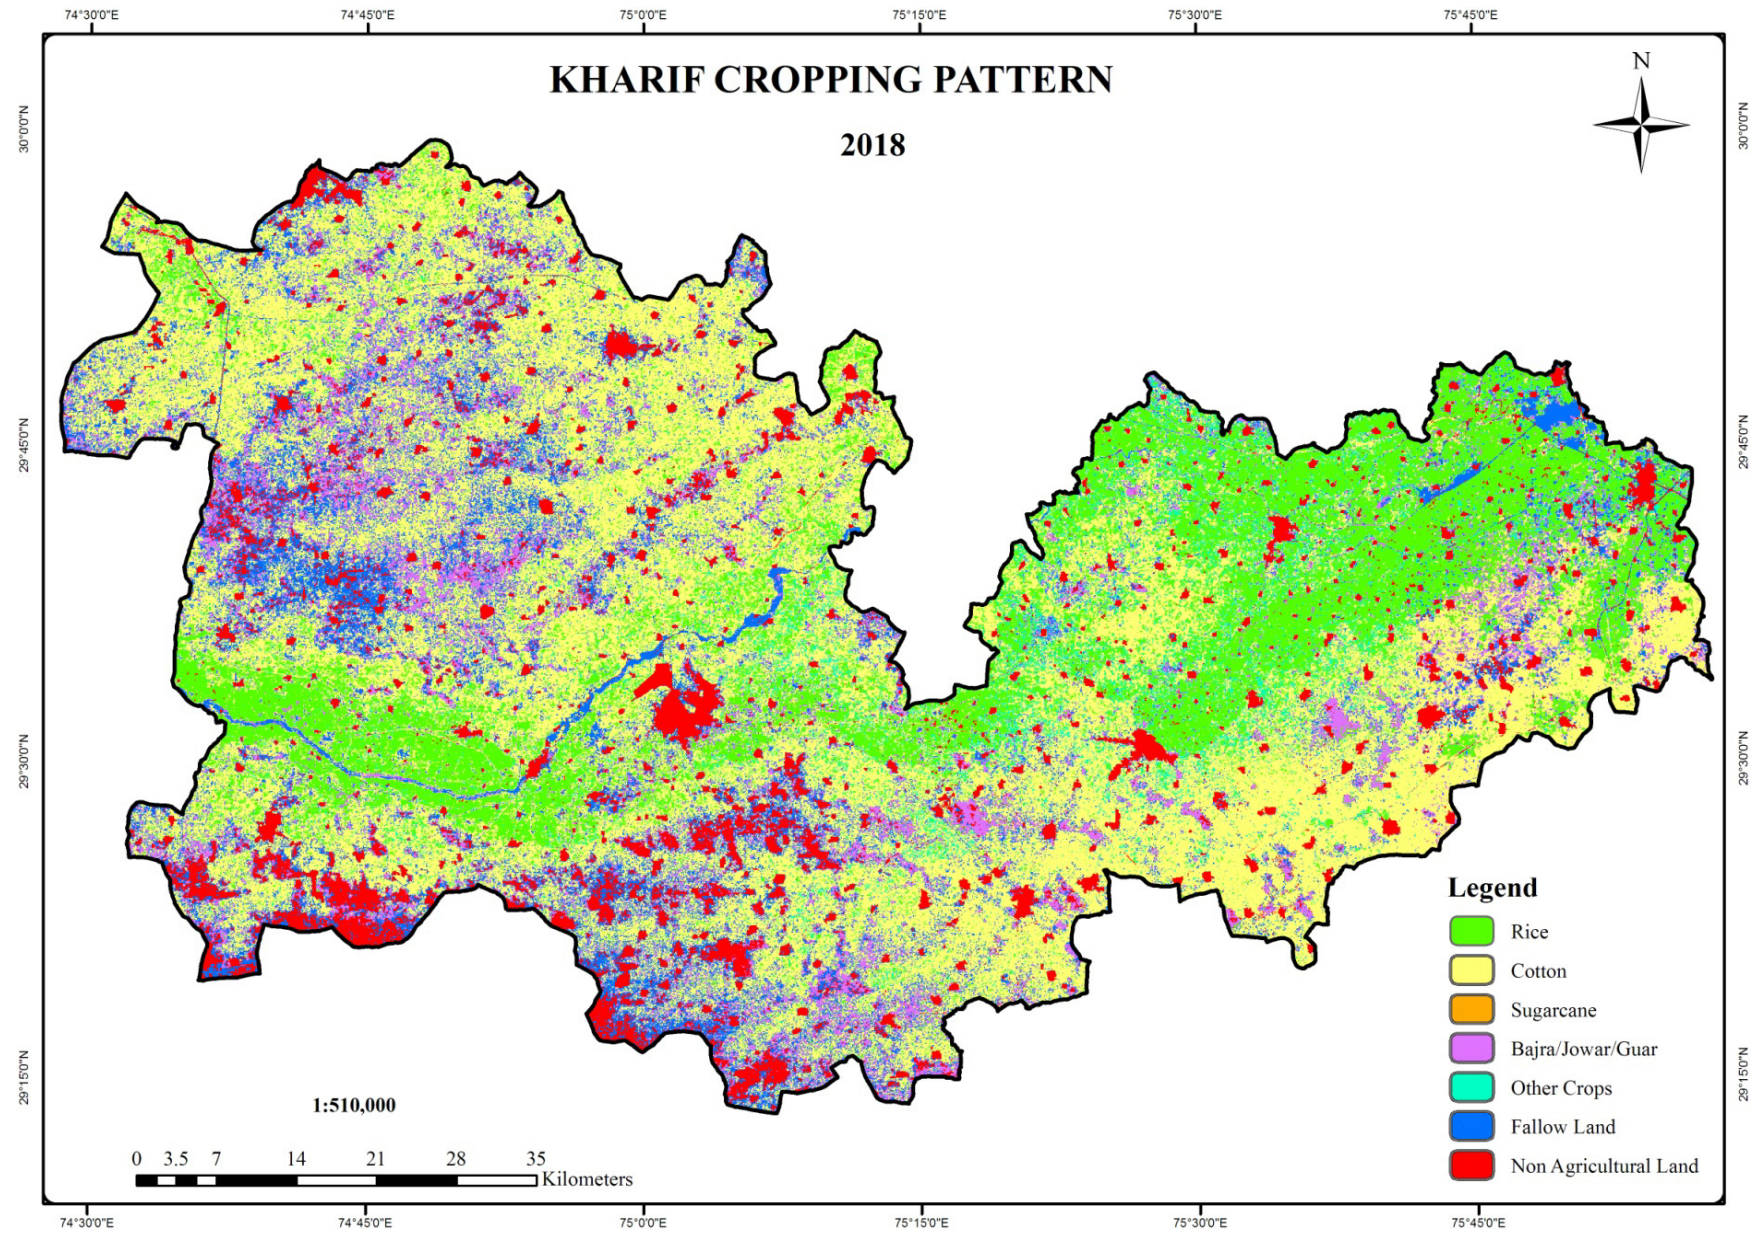 74°30'0"E 74°45'0"E 75°0'0"E 75°15'0"E 75°30'0"E 75°45'0"E
KHARIF CROPPING PATTERN
N
2018
30°0'0"N 30°0'0"N
29°45'0"N 29°45'0"N
29°30'0"N 29°30'0"N
29°15'0"N 29°15'0"N
Legend
Rice
Cotton
Sugarcane
Bajra/Jowar/Guar
Other Crops
Fallow Land
Non Agricultural Land
1:510,000
0 3.5 7 14 21 28 35
Kilometers
74°30'0"E 74°45'0"E 75°0'0"E 75°15'0"E 75°30'0"E 75°45'0"E